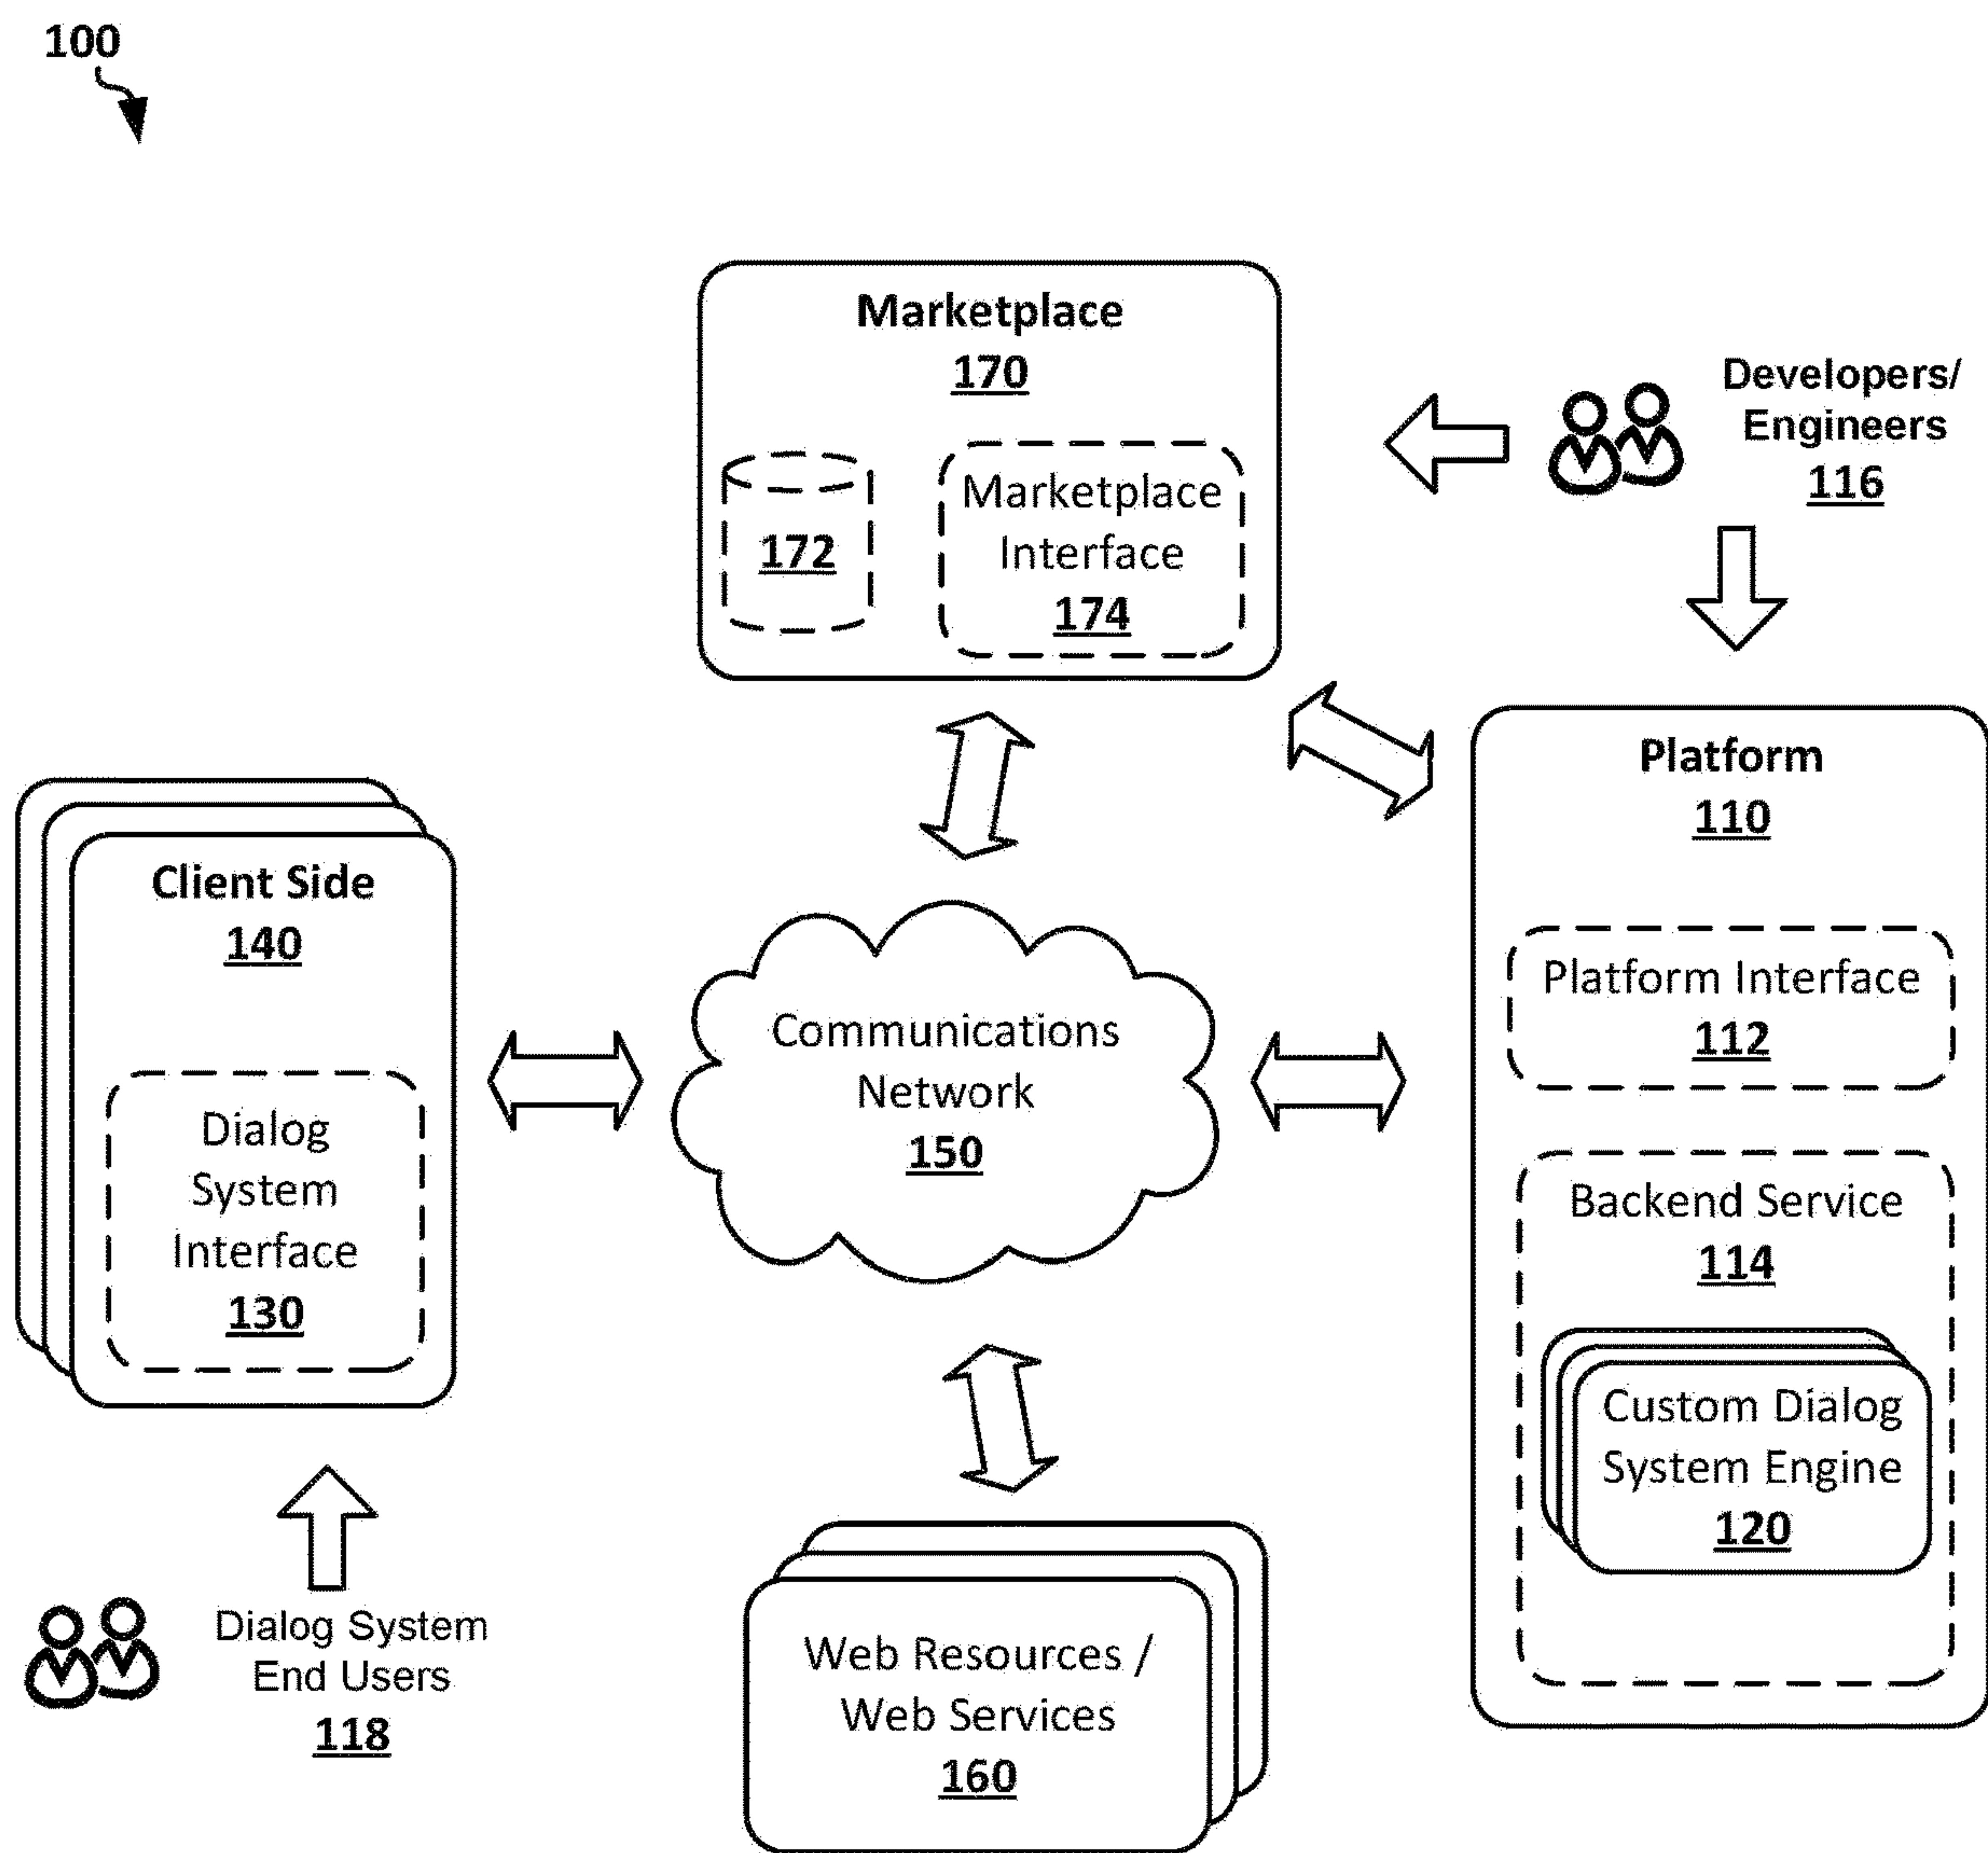 100
Marketplace
170
172
Marketplace
Interface
174
Developers/
Engineers
116
Client Side
140
Dialog
System
Interface
130
Communications
Network
150
Platform
110
Platform Interface
112
Backend Service
114
Custom Dialog
System Engine
120
Dialog System
End Users
118
Web Resources /
Web Services
160